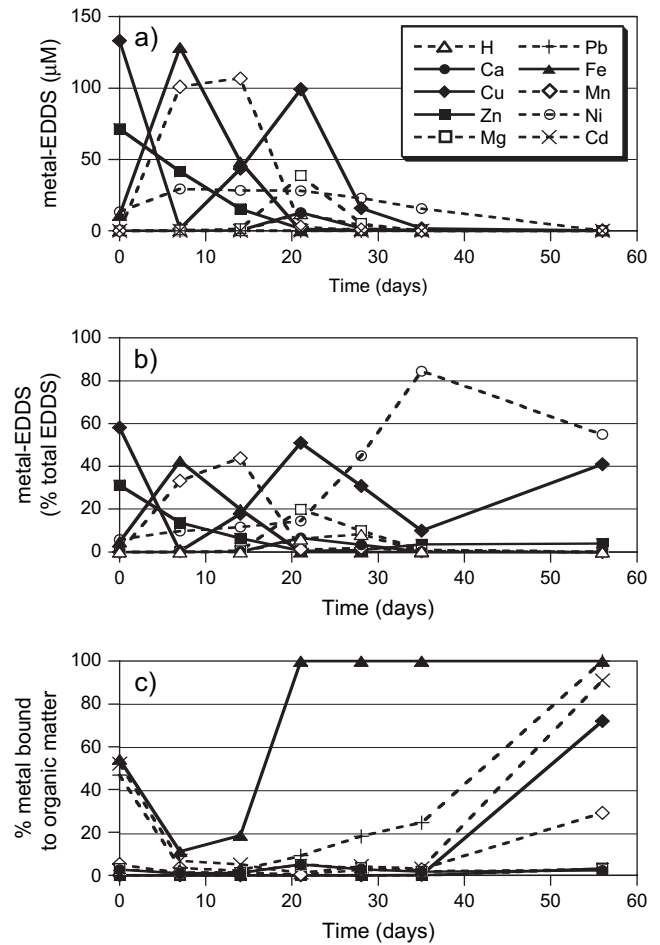 a)
metal-EDDS (μM)
150
100
50
0
H Pb
Ca Fe
Cu Mn
Zn Ni
Mg Cd
0 10 20 30 40 50 60
Time (days)
b)
metal-EDDS
(% total EDDS)
100
80
60
40
20
0
0 10 20 30 40 50 60
Time (days)
c)
% metal bound
to organic matter
100
80
60
40
20
0
0 10 20 30 40 50 60
Time (days)